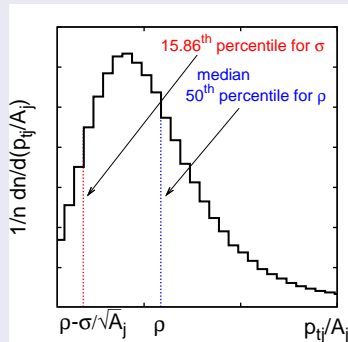 15.86th percentile for σ
median
50th percentile for ρ
1/n dn/d(ptj/Aj)
ρ-σ/√Aj
ρ
ptj/Aj